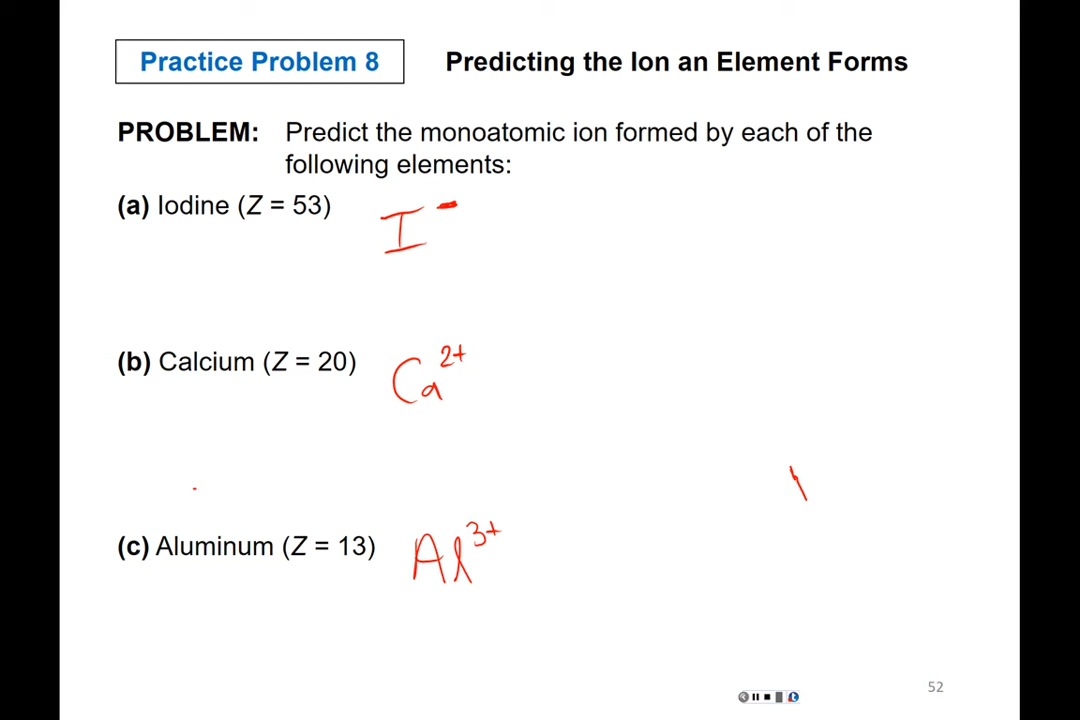 Practice Problem 8 Predicting the Ion an Element Forms
PROBLEM: Predict the monoatomic ion formed by each of the
following elements:
(a) Iodine (Z = 53) I⁻
(b) Calcium (Z = 20) Ca²⁺
(c) Aluminum (Z = 13) Al³⁺
52